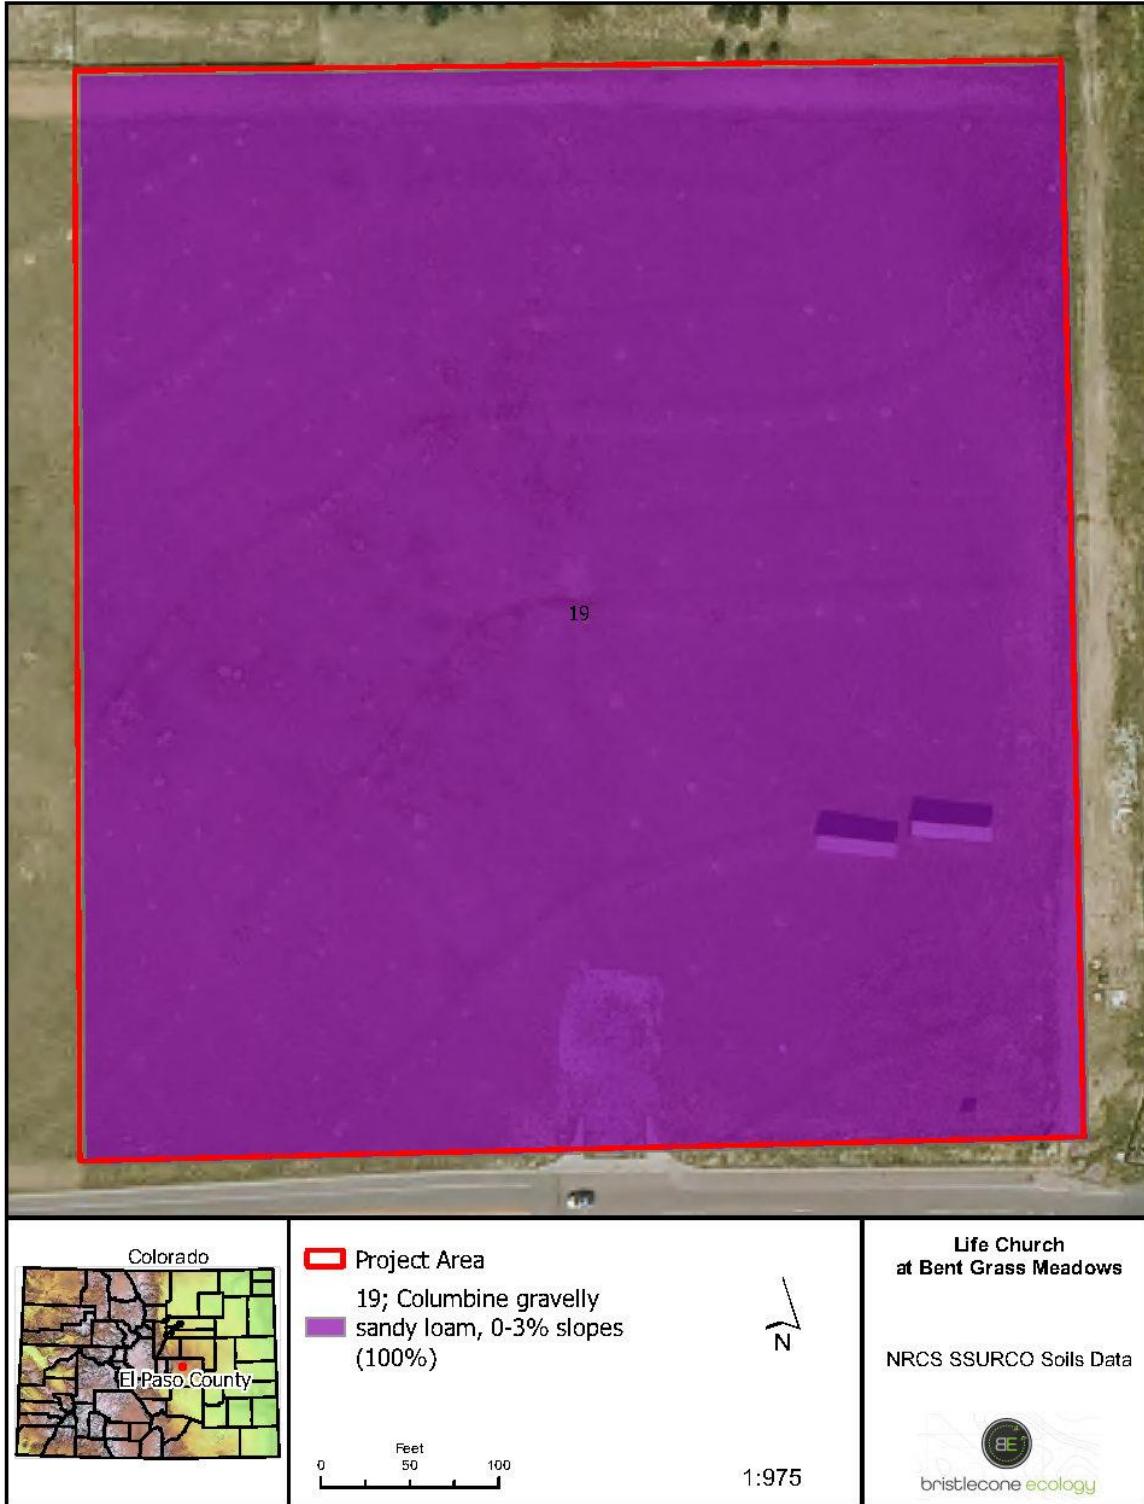 19
Colorado
El Paso County
Project Area
19; Columbine gravelly
sandy loam, 0-3% slopes
(100%)
N
Feet
0 50 100
1:975
Life Church
at Bent Grass Meadows
NRCS SSURCO Soils Data
BE
bristlecone ecology